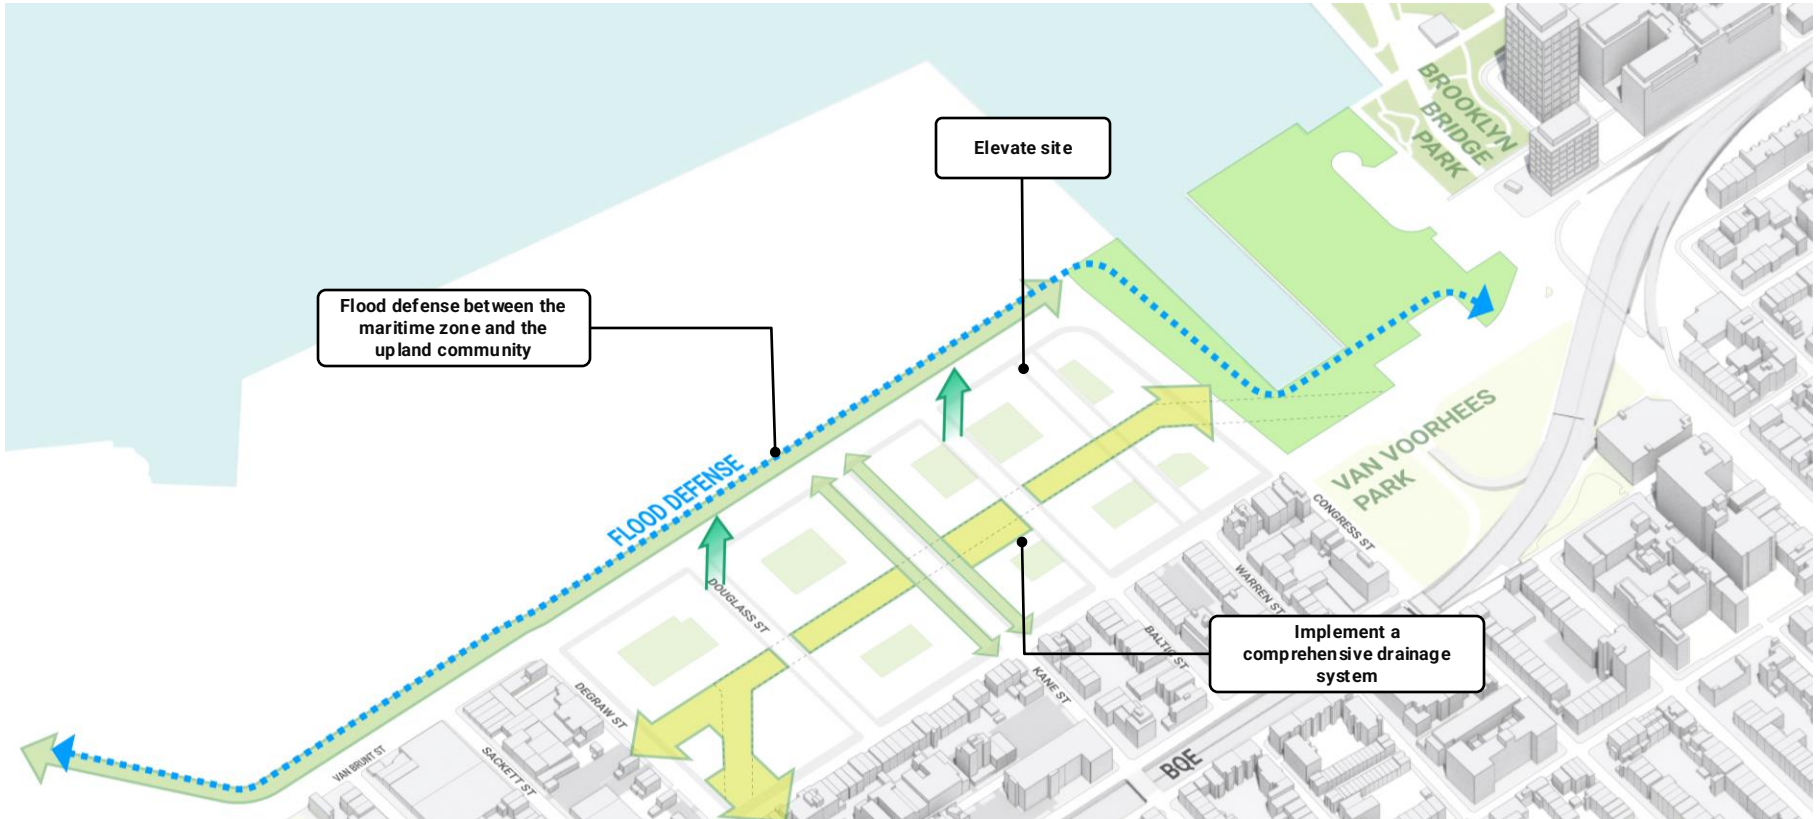 BROOKLYN
BRIDGE
PARK
Elevate site
Flood defense between the
maritime zone and the
upland community
FLOOD DEFENSE
VAN VOORHEES
PARK
CONGRESS ST
WARREN ST
BALTIC ST
KANE ST
DOUGLASS ST
DEGRAW ST
SACKETT ST
VAN BRUNT ST
Implement a
comprehensive drainage
system
BQE